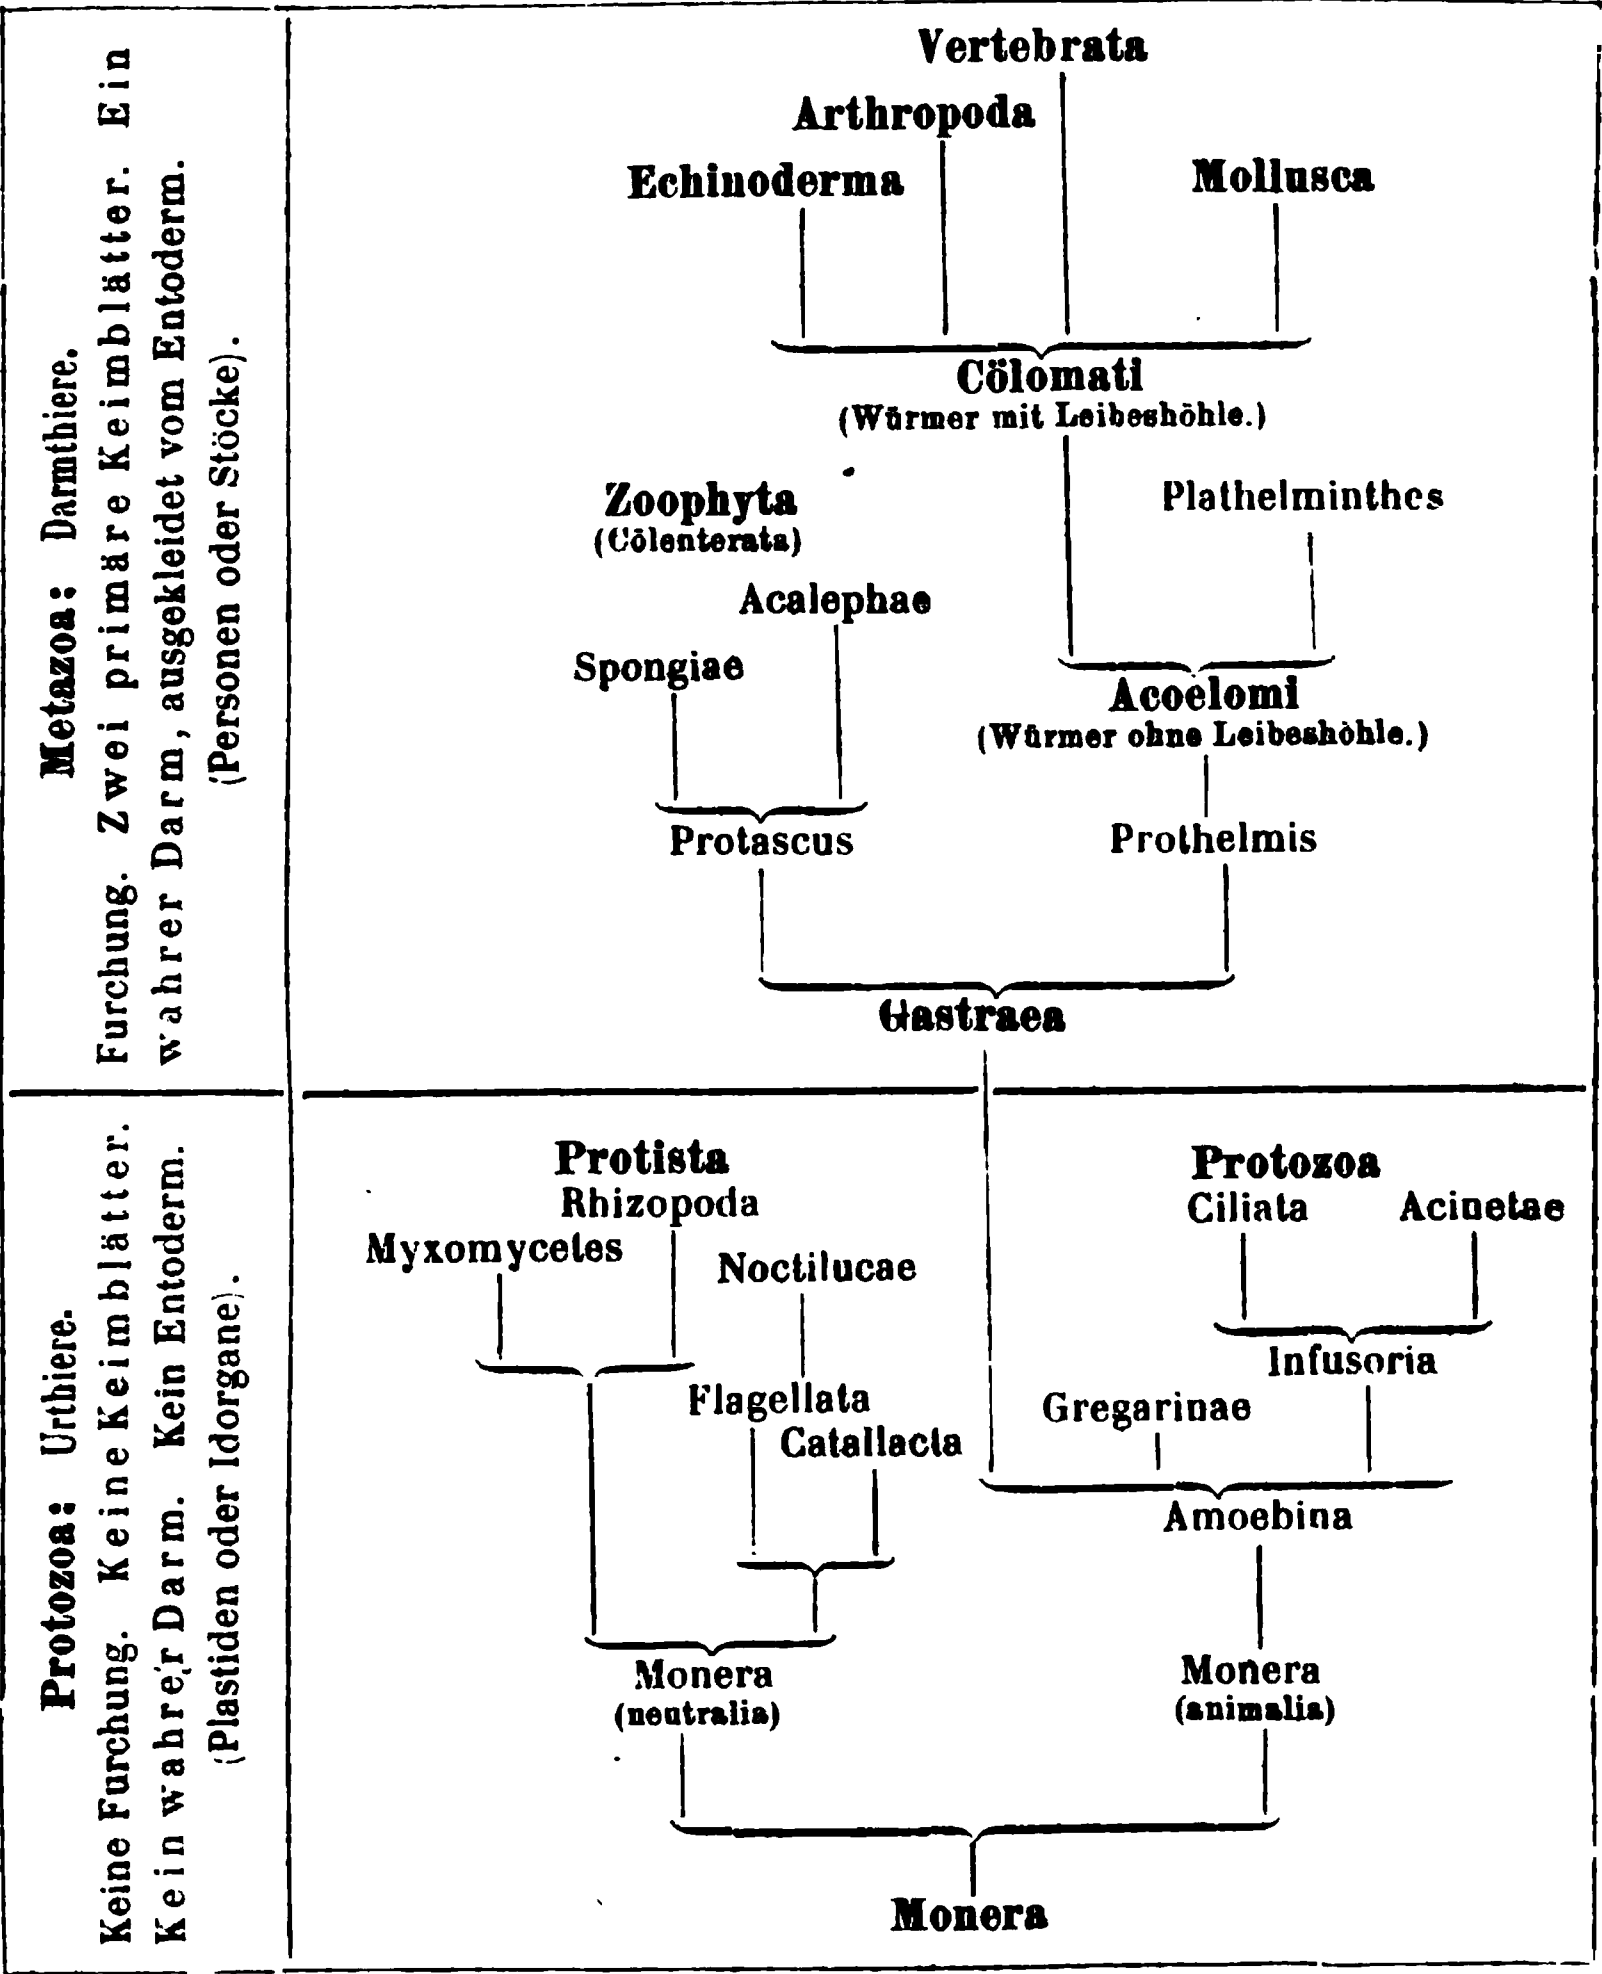 Metazoa: Darmthiere.
Furchung. Zwei primäre Keimblätter. Ein
wahrer Darm, ausgekleidet vom Entoderm.
(Personen oder Stöcke).
Vertebrata
Arthropoda
Echinoderma
Mollusca
Cölomati
(Würmer mit Leibeshöhle.)
Zoophyta
(Cölenterata)
Plathelminthes
Acalephae
Spongiae
Acoelomi
(Würmer ohne Leibeshöhle.)
Protascus
Prothelmis
Gastraea
Protozoa: Urthiere.
Keine Furchung. Keine Keimblätter.
Kein wahrer Darm. Kein Entoderm.
(Plastiden oder Idorgane).
Protista
Rhizopoda
Myxomycetes
Noctilucae
Flagellata
Catallacta
Protozoa
Ciliata
Acinetae
Infusoria
Gregarinae
Amoebina
Monera
(neutralia)
Monera
(animalia)
Monera